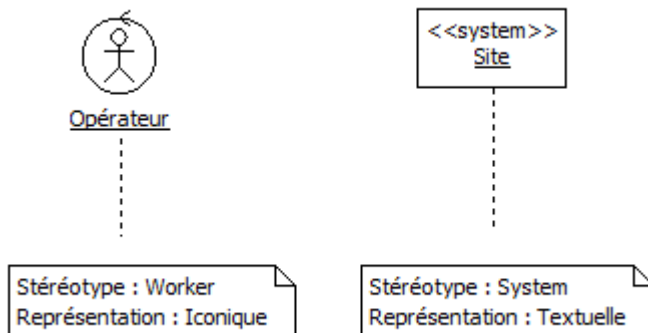 <<system>>
Site
Opérateur
Stéréotype : Worker
Représentation : Iconique
Stéréotype : System
Représentation : Textuelle